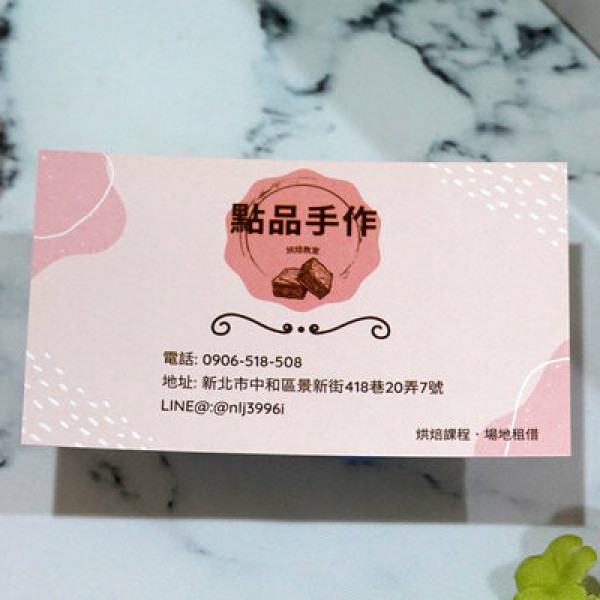 點品手作
烘焙教室
電話: 0906-518-508
地址: 新北市中和區景新街418巷20弄7號
LINE@:@nlj3996i
烘焙課程、場地租借